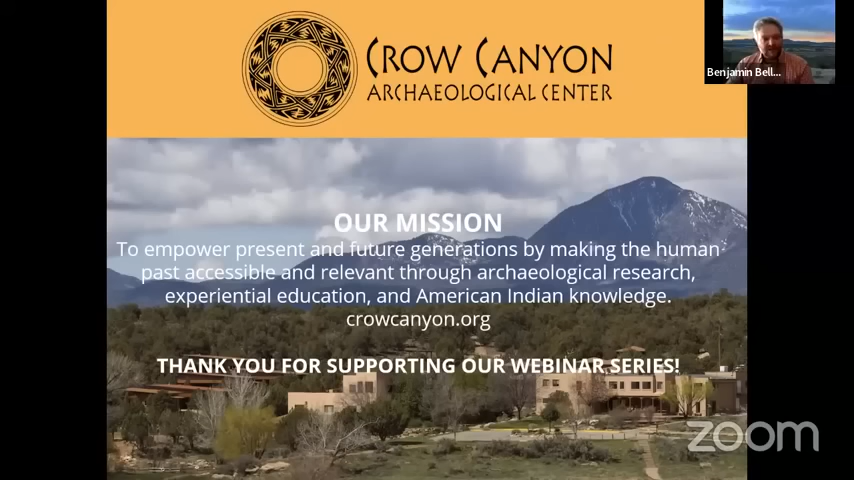 CROW CANYON
ARCHAEOLOGICAL CENTER
Benjamin Bell...
OUR MISSION
To empower present and future generations by making the human
past accessible and relevant through archaeological research,
experiential education, and American Indian knowledge.
crowcanyon.org
THANK YOU FOR SUPPORTING OUR WEBINAR SERIES!
zoom